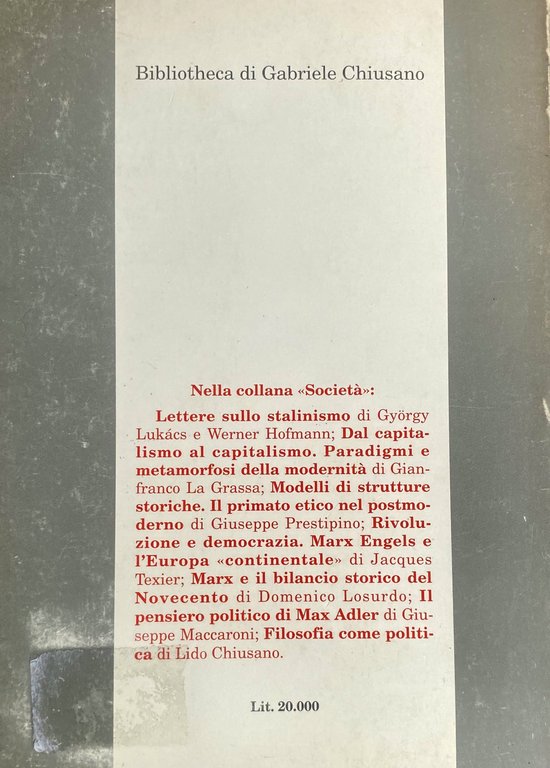 Bibliotheca di Gabriele Chiusano
Nella collana «Società»:
Lettere sullo stalinismo di György
Lukács e Werner Hofmann; Dal capita-
lismo al capitalismo. Paradigmi e
metamorfosi della modernità di Gian-
franco La Grassa; Modelli di strutture
storiche. Il primato etico nel postmo-
derno di Giuseppe Prestipino; Rivolu-
zione e democrazia. Marx Engels e
l'Europa «continentale» di Jacques
Texier; Marx e il bilancio storico del
Novecento di Domenico Losurdo; Il
pensiero politico di Max Adler di Giu-
seppe Maccaroni; Filosofia come politi-
ca di Lido Chiusano.
Lit. 20.000